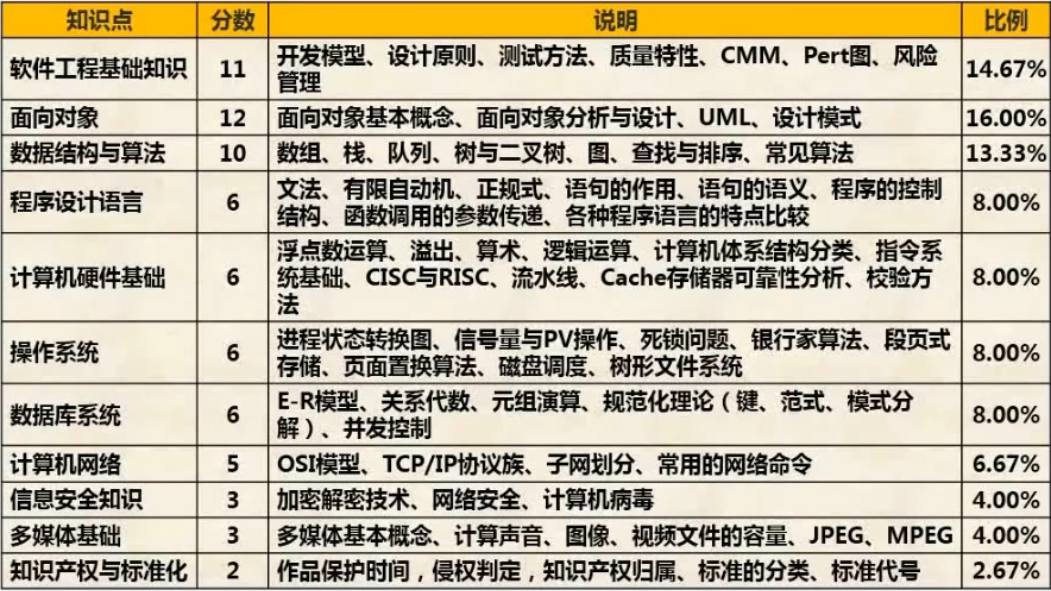 知识点 分数 说明 比例
软件工程基础知识 11 开发模型、设计原则、测试方法、质量特性、CMM、Pert图、风险
管理 14.67%
面向对象 12 面向对象基本概念、面向对象分析与设计、UML、设计模式 16.00%
数据结构与算法 10 数组、栈、队列、树与二叉树、图、查找与排序、常见算法 13.33%
程序设计语言 6 文法、有限自动机、正规式、语句的作用、语句的语义、程序的控制
结构、函数调用的参数传递、各种程序语言的特点比较 8.00%
计算机硬件基础 6 浮点数运算、溢出、算术、逻辑运算、计算机体系结构分类、指令系
统基础、CISC与RISC、流水线、Cache存储器可靠性分析、校验方
法 8.00%
操作系统 6 进程状态转换图、信号量与PV操作、死锁问题、银行家算法、段页式
存储、页面置换算法、磁盘调度、树形文件系统 8.00%
数据库系统 6 E-R模型、关系代数、元组演算、规范化理论（键、范式、模式分
解）、并发控制 8.00%
计算机网络 5 OSI模型、TCP/IP协议族、子网划分、常用的网络命令 6.67%
信息安全知识 3 加密解密技术、网络安全、计算机病毒 4.00%
多媒体基础 3 多媒体基本概念、计算声音、图像、视频文件的容量、JPEG、MPEG 4.00%
知识产权与标准化 2 作品保护时间，侵权判定，知识产权归属、标准的分类、标准代号 2.67%